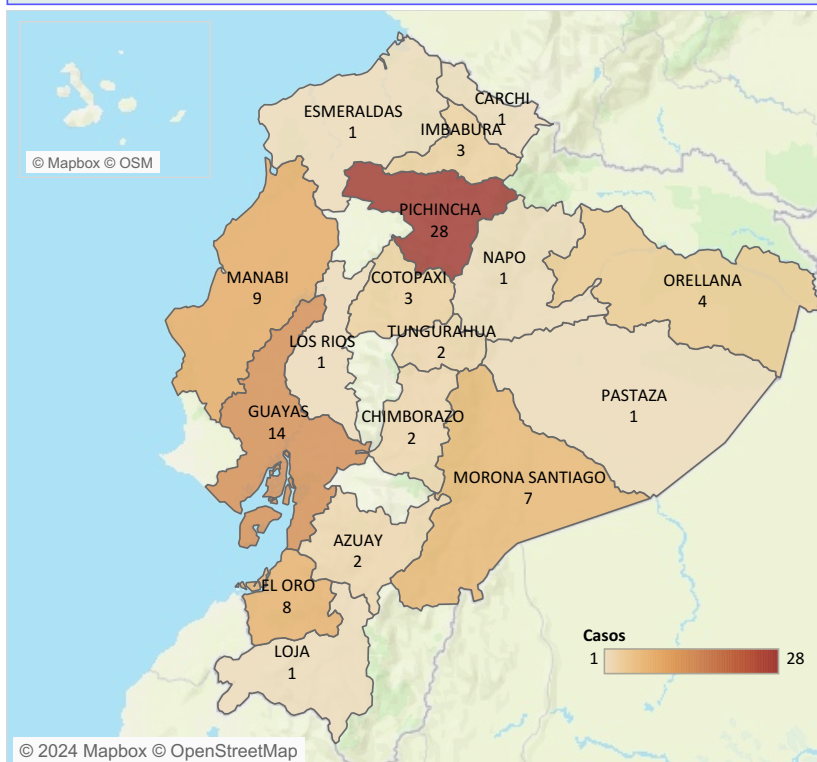 CARCHI
1
ESMERALDAS
1
IMBABURA
3
© Mapbox © OSM
PICHINCHA
28
NAPO
1
MANABI
9
COTOPAXI
3
ORELLANA
4
TUNGURAHUA
2
LOS RIOS
1
PASTAZA
1
GUAYAS
14
CHIMBORAZO
2
MORONA SANTIAGO
7
AZUAY
2
EL ORO
8
LOJA
1
Casos
1 28
© 2024 Mapbox © OpenStreetMap